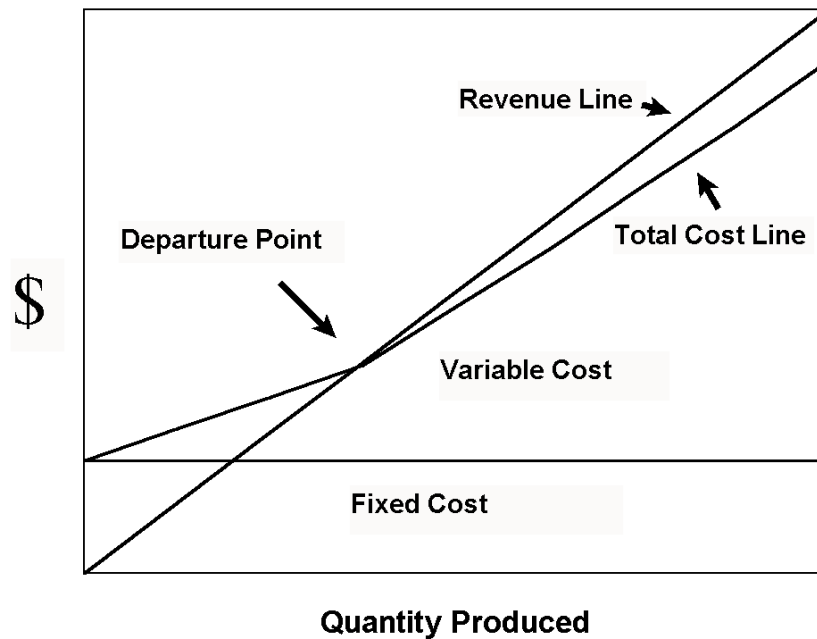 Revenue Line
Total Cost Line
Departure Point
$
Variable Cost
Fixed Cost
Quantity Produced